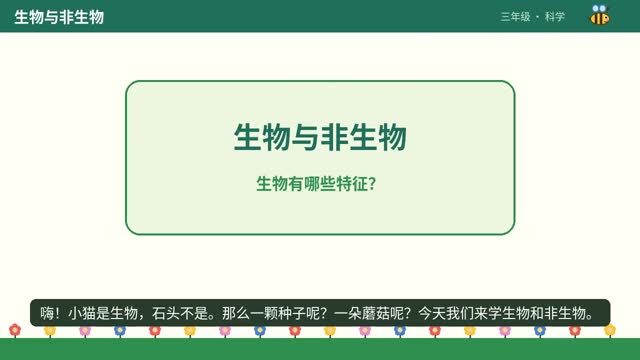 生物与非生物
三年级 · 科学
生物与非生物
生物有哪些特征？
嗨！小猫是生物，石头不是。那么一颗种子呢？一朵蘑菇呢？今天我们来学生物和非生物。